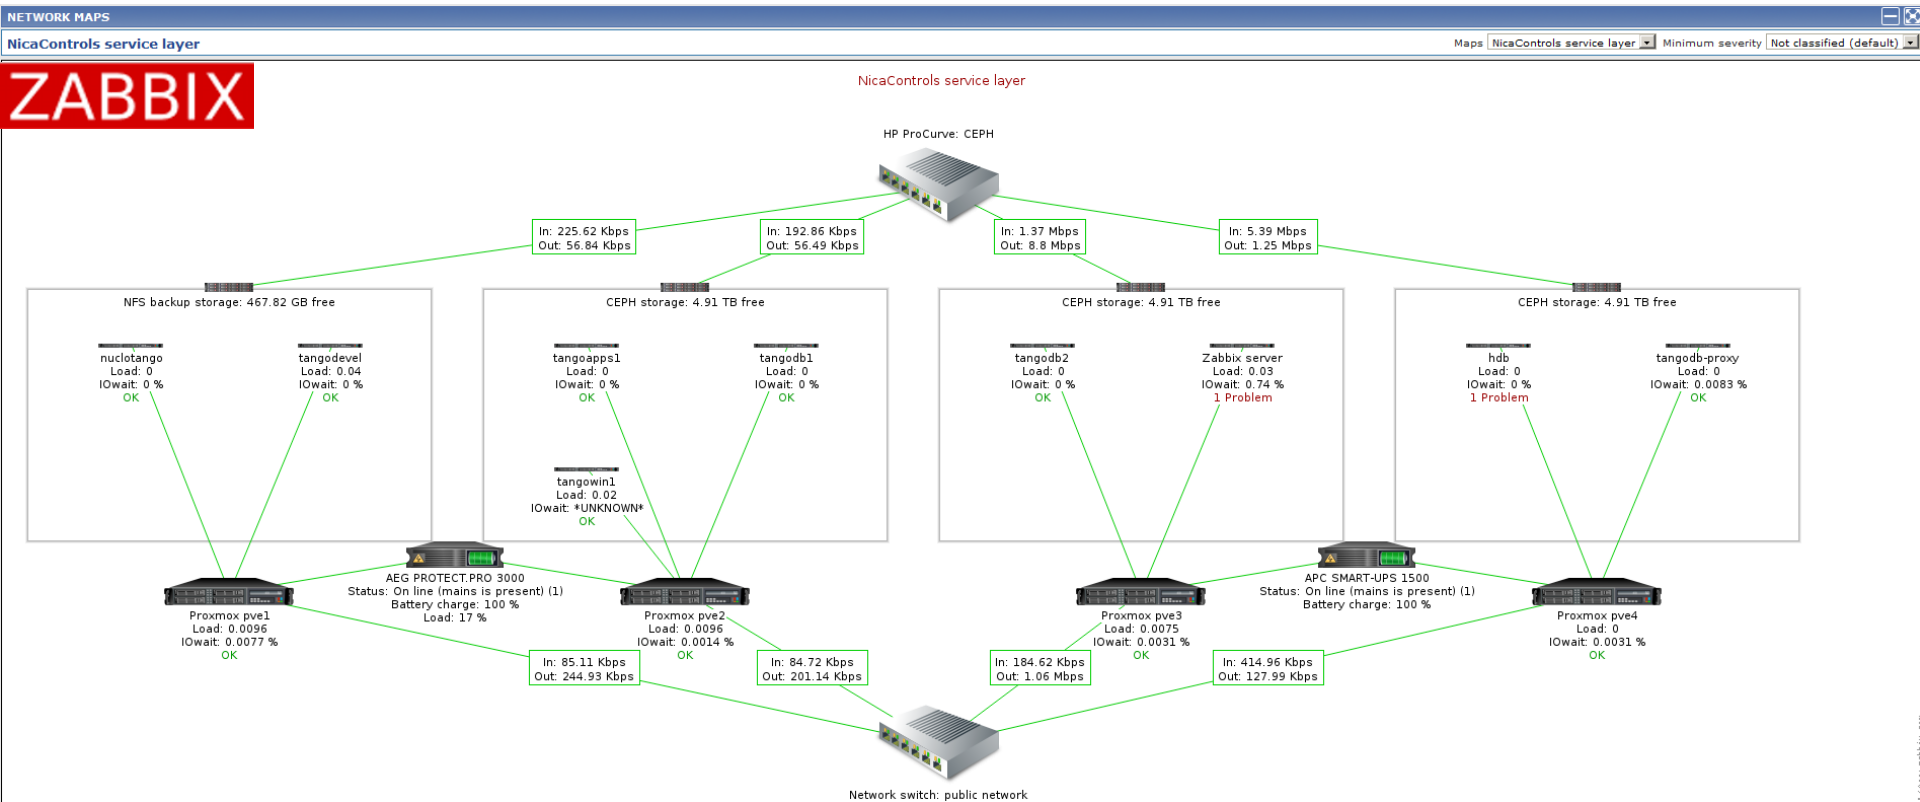 NETWORK MAPS
NicaControls service layer
Maps NicaControls service layer Minimum severity Not classified (default)
ZABBIX
NicaControls service layer
HP ProCurve: CEPH
In: 225.62 Kbps
Out: 56.84 Kbps
In: 192.86 Kbps
Out: 56.49 Kbps
In: 1.37 Mbps
Out: 8.8 Mbps
In: 5.39 Mbps
Out: 1.25 Mbps
NFS backup storage: 467.82 GB free
CEPH storage: 4.91 TB free
CEPH storage: 4.91 TB free
CEPH storage: 4.91 TB free
nuclotango
Load: 0
IOwait: 0 %
OK
tangodevel
Load: 0.04
IOwait: 0 %
OK
tangoapps1
Load: 0
IOwait: 0 %
OK
tangodb1
Load: 0
IOwait: 0 %
OK
tangodb2
Load: 0
IOwait: 0 %
OK
Zabbix server
Load: 0.03
IOwait: 0.74 %
1 Problem
hdb
Load: 0
IOwait: 0 %
1 Problem
tangodb-proxy
Load: 0
IOwait: 0.0083 %
OK
tangowin1
Load: 0.02
IOwait: *UNKNOWN*
OK
AEG PROTECT.PRO 3000
Status: On line (mains is present) (1)
Battery charge: 100 %
Load: 17 %
APC SMART-UPS 1500
Status: On line (mains is present) (1)
Battery charge: 100 %
Proxmox pve1
Load: 0.0096
IOwait: 0.0077 %
OK
Proxmox pve2
Load: 0.0096
IOwait: 0.0014 %
OK
Proxmox pve3
Load: 0.0075
IOwait: 0.0031 %
OK
Proxmox pve4
Load: 0
IOwait: 0.0031 %
OK
In: 85.11 Kbps
Out: 244.93 Kbps
In: 84.72 Kbps
Out: 201.14 Kbps
In: 184.62 Kbps
Out: 1.06 Mbps
In: 414.96 Kbps
Out: 127.99 Kbps
Network switch: public network